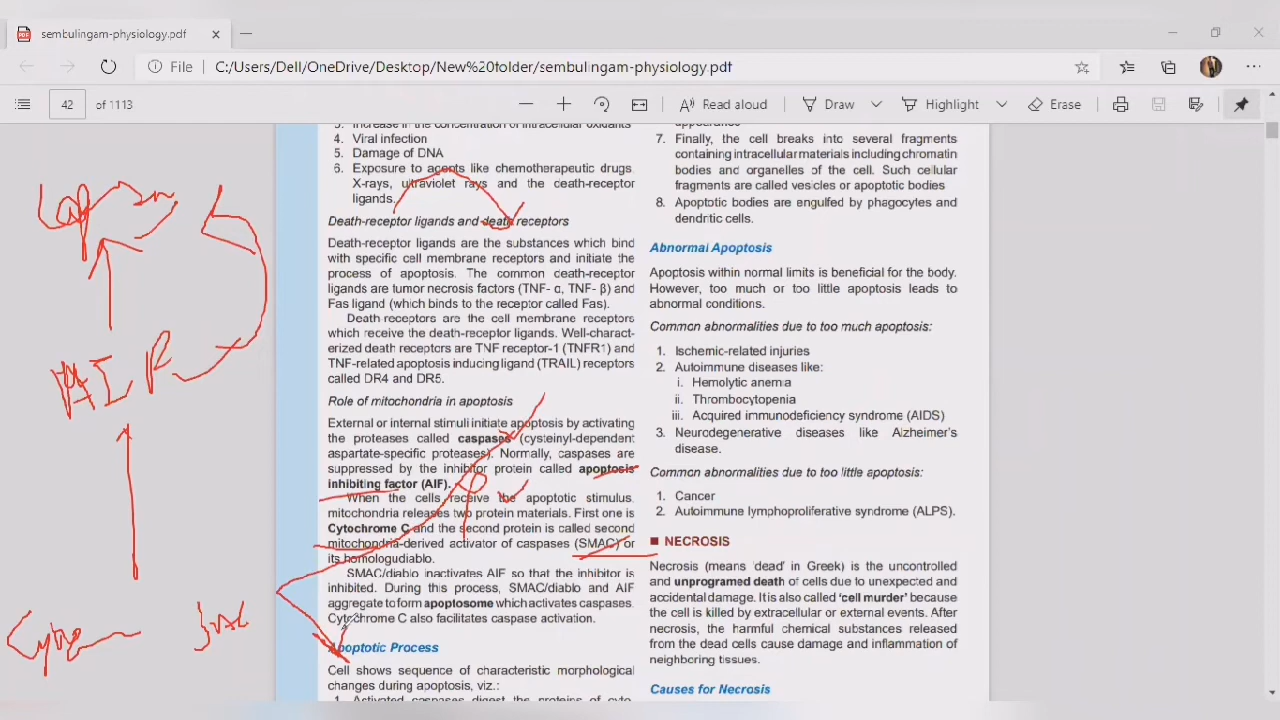 sembulingam-physiology.pdf
File C:/Users/Dell/OneDrive/Desktop/New%20folder/sembulingam-physiology.pdf
42 of 1113 Read aloud Draw Highlight Erase
3. Increase in the concentration of intracellular oxidants
4. Viral infection
5. Damage of DNA
6. Exposure to agents like chemotherapeutic drugs,
X-rays, ultraviolet rays and the death-receptor
ligands.
Death-receptor ligands and death receptors
Death-receptor ligands are the substances which bind
with specific cell membrane receptors and initiate the
process of apoptosis. The common death-receptor
ligands are tumor necrosis factors (TNF- α, TNF- β) and
Fas ligand (which binds to the receptor called Fas).
Death-receptors are the cell membrane receptors
which receive the death-receptor ligands. Well-charact-
erized death receptors are TNF receptor-1 (TNFR1) and
TNF-related apoptosis inducing ligand (TRAIL) receptors
called DR4 and DR5.
Role of mitochondria in apoptosis
External or internal stimuli initiate apoptosis by activating
the proteases called caspases (cysteinyl-dependent
aspartate-specific proteases). Normally, caspases are
suppressed by the inhibitor protein called apoptosis
inhibiting factor (AIF).
When the cells receive the apoptotic stimulus,
mitochondria releases two protein materials. First one is
Cytochrome C and the second protein is called second
mitochondria-derived activator of caspases (SMAC) or
its homologudiablo.
SMAC/diablo inactivates AIF so that the inhibitor is
inhibited. During this process, SMAC/diablo and AIF
aggregate to form apoptosome which activates caspases.
Cytochrome C also facilitates caspase activation.
Apoptotic Process
Cell shows sequence of characteristic morphological
changes during apoptosis, viz.:
1. Activated caspases digest the proteins of cyto-
appearance
7. Finally, the cell breaks into several fragments
containing intracellular materials including chromatin
bodies and organelles of the cell. Such cellular
fragments are called vesicles or apoptotic bodies
8. Apoptotic bodies are engulfed by phagocytes and
dendritic cells.
Abnormal Apoptosis
Apoptosis within normal limits is beneficial for the body.
However, too much or too little apoptosis leads to
abnormal conditions.
Common abnormalities due to too much apoptosis:
1. Ischemic-related injuries
2. Autoimmune diseases like:
i. Hemolytic anemia
ii. Thrombocytopenia
iii. Acquired immunodeficiency syndrome (AIDS)
3. Neurodegenerative diseases like Alzheimer's
disease.
Common abnormalities due to too little apoptosis:
1. Cancer
2. Autoimmune lymphoproliferative syndrome (ALPS).
NECROSIS
Necrosis (means 'dead' in Greek) is the uncontrolled
and unprogramed death of cells due to unexpected and
accidental damage. It is also called 'cell murder' because
the cell is killed by extracellular or external events. After
necrosis, the harmful chemical substances released
from the dead cells cause damage and inflammation of
neighboring tissues.
Causes for Necrosis